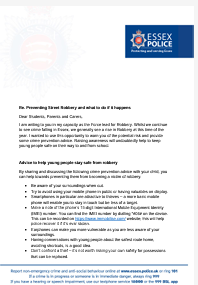 ESSEX
POLICE
Protecting and serving Essex
Re. Preventing Street Robbery and what to do if it happens
Dear Students, Parents and Carers,
I am writing to you in my capacity as the Force lead for Robbery. Whilst we continue
to see crime falling in Essex, we generally see a rise in Robbery at this time of the
year. I wanted to use this opportunity to warn you of the potential risk and provide
some crime prevention advice. Raising awareness will undoubtedly help to keep
young people safe on their way to and from school.
Advice to help young people stay safe from robbery
By sharing and discussing the following crime prevention advice with your child, you
can help towards preventing them from becoming a victim of robbery.
• Be aware of your surroundings when out.
• Try to avoid using your mobile phone in public or having valuables on display.
• Smartphones in particular are attractive to thieves – a new basic mobile
phone will enable you to stay in touch but be less of a target.
• Make a note of the phone's 15 digit International Mobile Equipment Identity
(IMEI) number. You can find the IMEI number by dialling *#06# on the device.
This can be recorded on https://www.immobilise.com/ website, this will help
police recover it if it's ever stolen.
• Earphones can make you more vulnerable as you are less aware of your
surroundings.
• Having conversations with young people about the safest route home,
avoiding shortcuts, is a good idea.
• Don't confront a thief – it's not worth risking your own safety for possessions
that can be replaced.
Report non-emergency crime and anti-social behaviour online at www.essex.police.uk or ring 101
If a crime is in progress or someone is in immediate danger, always ring 999
If you have a hearing or speech impairment, use our textphone service 18000 or the 999 BSL app